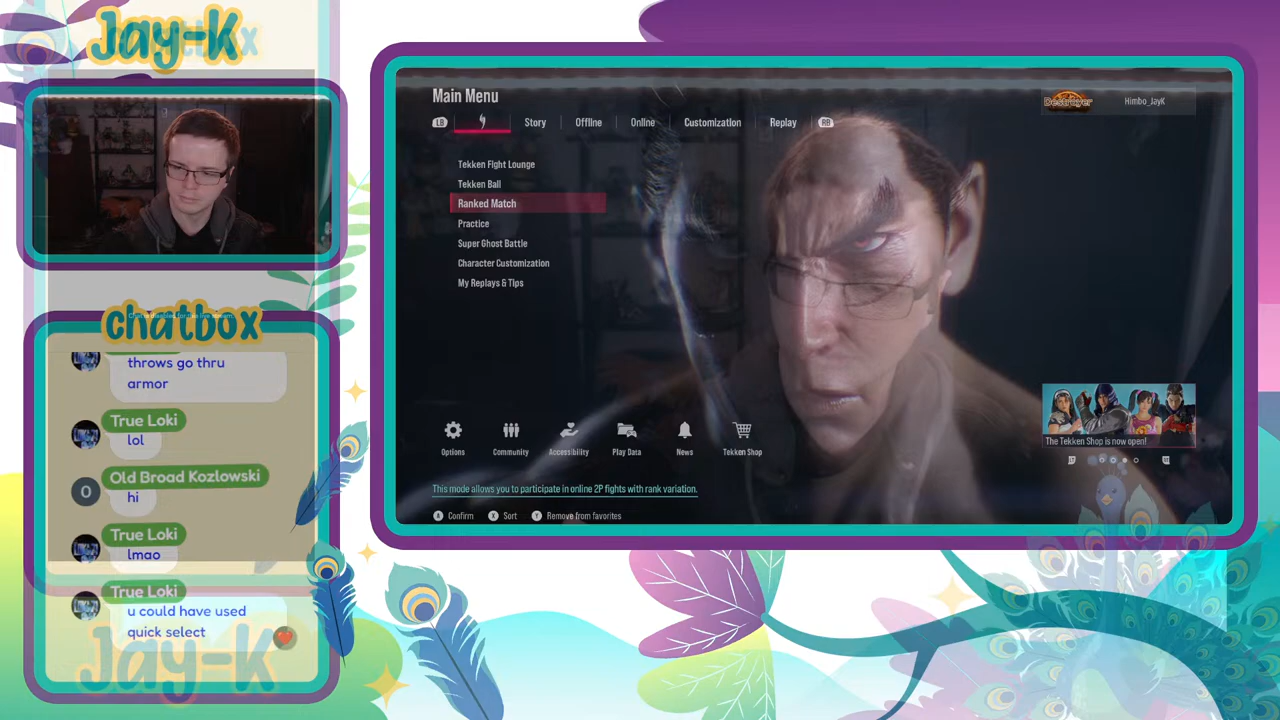 Jay-K
Main Menu
Destroyer
Himbo_JayK
LB
Story
Offline
Online
Customization
Replay
RB
Tekken Fight Lounge
Tekken Ball
Ranked Match
Practice
Super Ghost Battle
Character Customization
My Replays & Tips
chatbox
throws go thru
armor
True Loki
lol
Old Broad Kozlowski
O
hi
True Loki
lmao
True Loki
u could have used
quick select
Jay-K
Options
Community
Accessibility
Play Data
News
Tekken Shop
The Tekken Shop is now open!
This mode allows you to participate in online 2P fights with rank variation.
A Confirm
X Sort
Y Remove from favorites